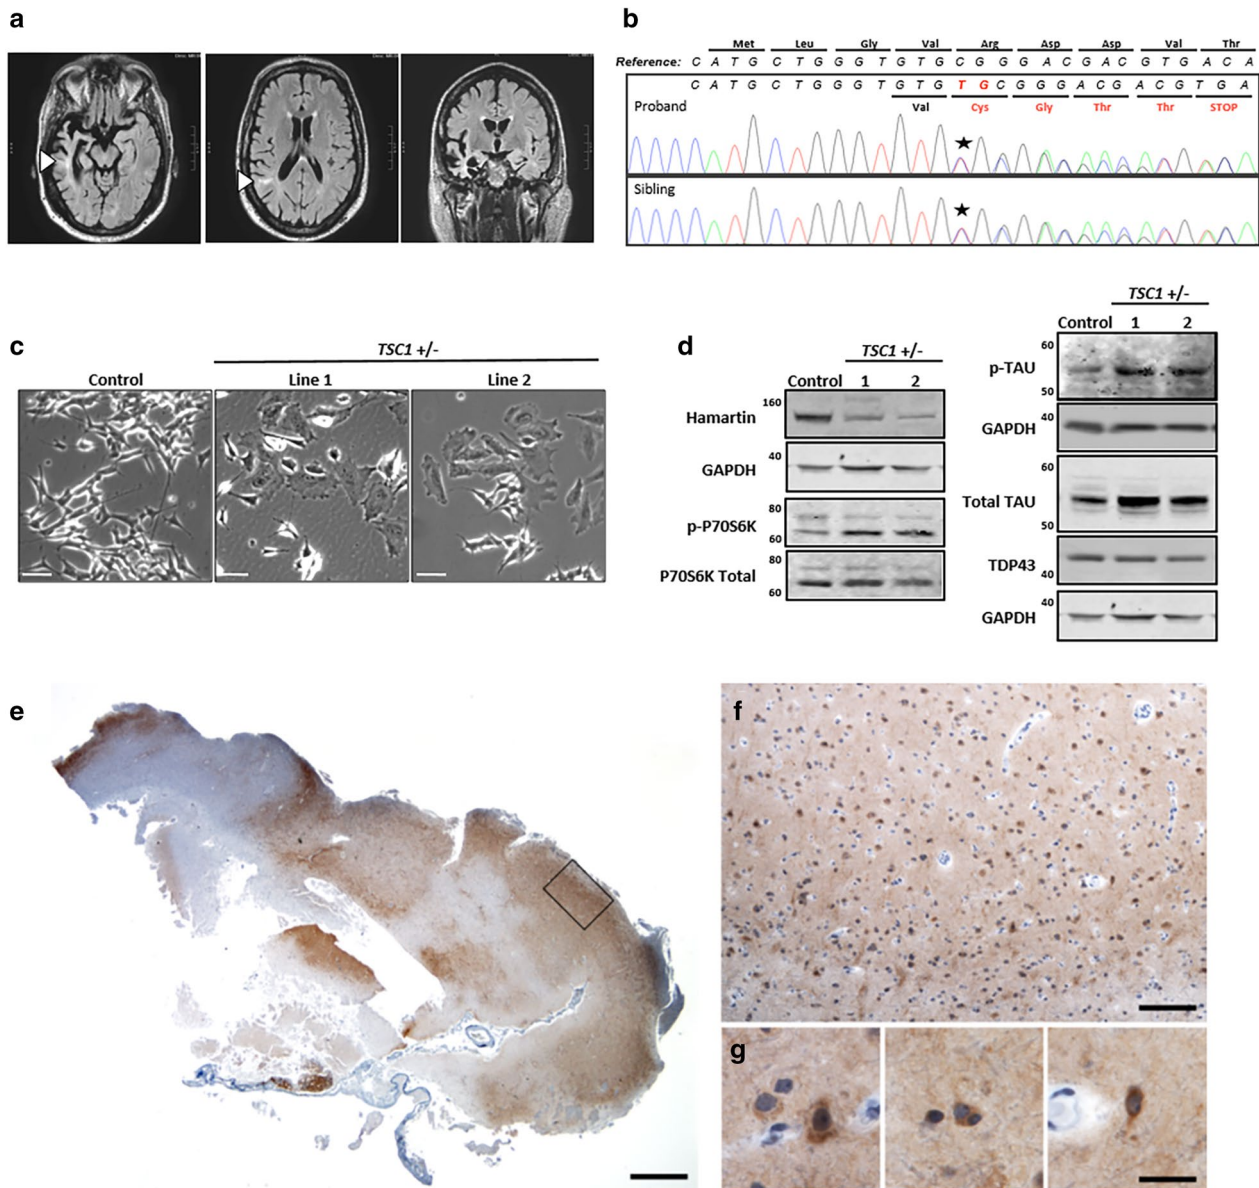 a
b
Met Leu Gly Val Arg Asp Asp Val Thr
Reference: C A T G C T G G G T G T G C G G G A C G A C G T G A C A
C A T G C T G G G T G T G T G C G G G A C G A C G T G A
Proband
Val Cys Gly Thr Thr STOP
Sibling
c
TSC1 +/-
Control Line 1 Line 2
d
TSC1 +/-
Control 1 2
160
Hamartin
40
GAPDH
80
p-P70S6K
60
80
P70S6K Total
60
TSC1 +/-
Control 1 2
60
p-TAU
50
40
GAPDH
60
Total TAU
50
TDP43
40
40
GAPDH
e
f
g